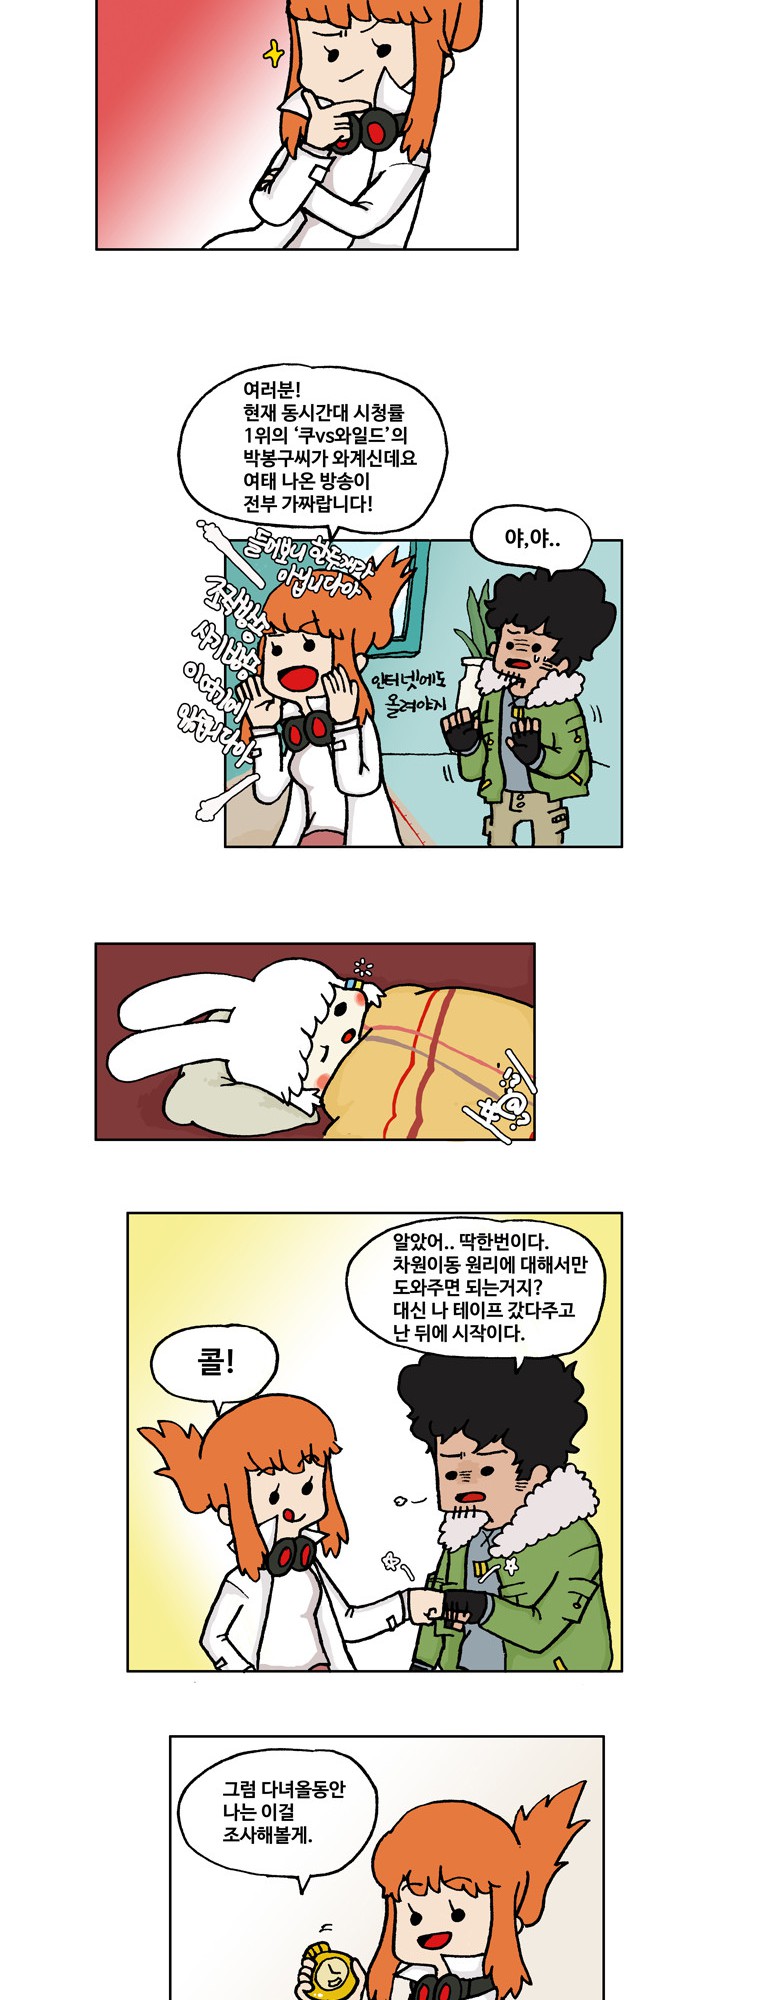 여러분!
현재 동시간대 시청률
1위의 ‘쿠vs와일드’의
박봉구씨가 와계신데요
여태 나온 방송이
전부 가짜랍니다!
야,야..
들어보니 한두개가
아닙니다아
조작방송
사기방송
이여기에
있습니다아
인터넷에도
올려야지
알았어.. 딱한번이다.
차원이동 원리에 대해서만
도와주면 되는거지?
대신 나 테이프 갔다주고
난 뒤에 시작이다.
콜!
그럼 다녀올동안
나는 이걸
조사해볼게.